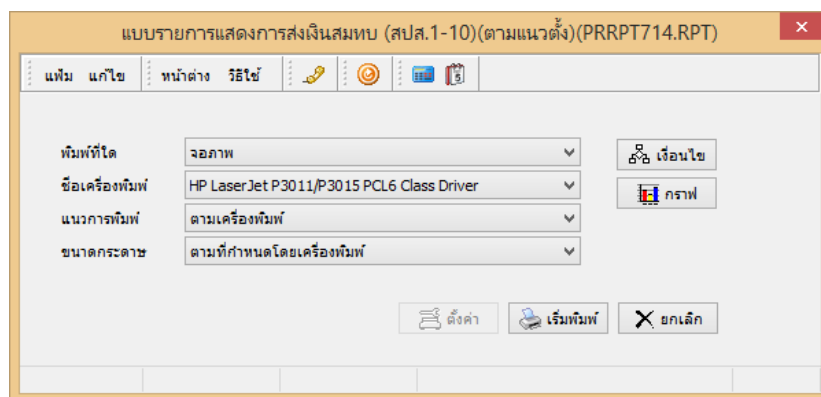 แบบรายการแสดงการส่งเงินสมทบ (สปส.1-10)(ตามแนวตั้ง)(PRRPT714.RPT)
แฟ้ม แก้ไข หน้าต่าง วิธีใช้
พิมพ์ที่ใด จอภาพ เงื่อนไข
ชื่อเครื่องพิมพ์ HP LaserJet P3011/P3015 PCL6 Class Driver กราฟ
แนวการพิมพ์ ตามเครื่องพิมพ์
ขนาดกระดาษ ตามที่กำหนดโดยเครื่องพิมพ์
ตั้งค่า เริ่มพิมพ์ ยกเลิก